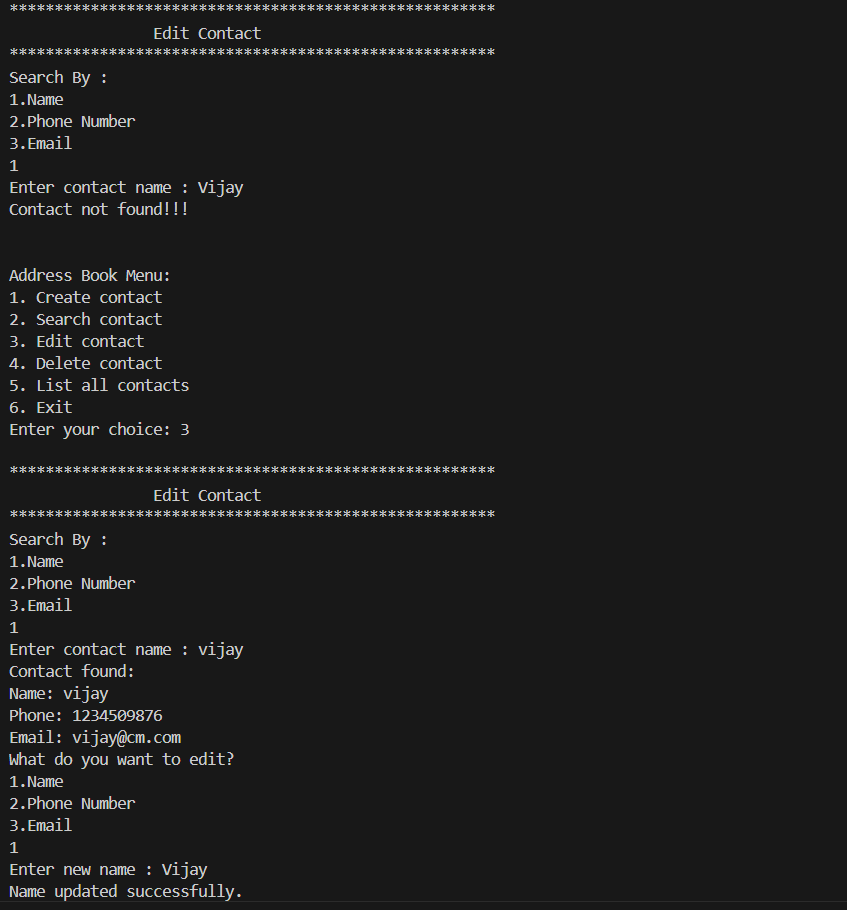 ******************************************************
Edit Contact
******************************************************
Search By :
1.Name
2.Phone Number
3.Email
1
Enter contact name : Vijay
Contact not found!!!
Address Book Menu:
1. Create contact
2. Search contact
3. Edit contact
4. Delete contact
5. List all contacts
6. Exit
Enter your choice: 3
******************************************************
Edit Contact
******************************************************
Search By :
1.Name
2.Phone Number
3.Email
1
Enter contact name : vijay
Contact found:
Name: vijay
Phone: 1234509876
Email: vijay@cm.com
What do you want to edit?
1.Name
2.Phone Number
3.Email
1
Enter new name : Vijay
Name updated successfully.